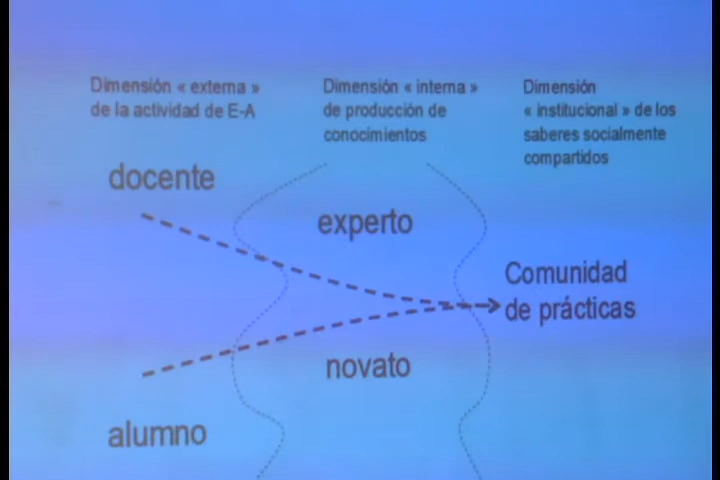 Dimensión « externa »
de la actividad de E-A
Dimensión « interna »
de producción de
conocimientos
Dimensión
« institucional » de los
saberes socialmente
compartidos
docente
experto
Comunidad
de prácticas
novato
alumno